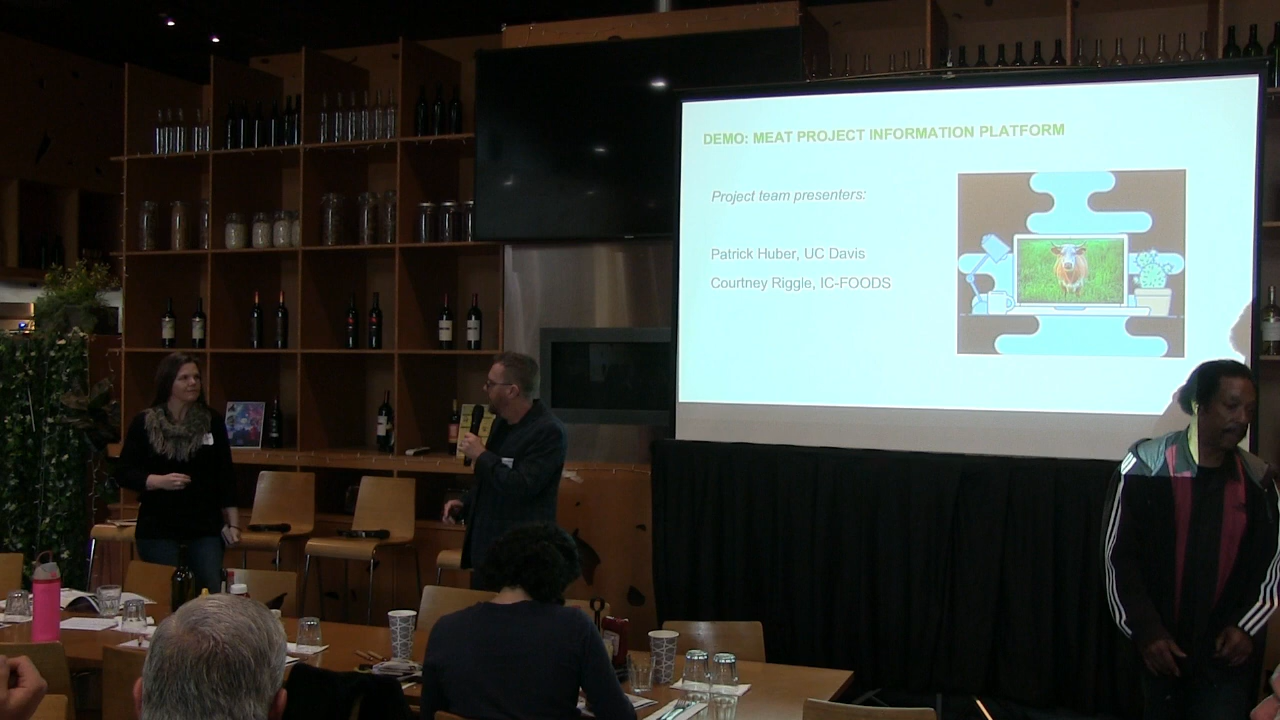 DEMO: MEAT PROJECT INFORMATION PLATFORM
Project team presenters:
Patrick Huber, UC Davis
Courtney Riggle, IC-FOODS